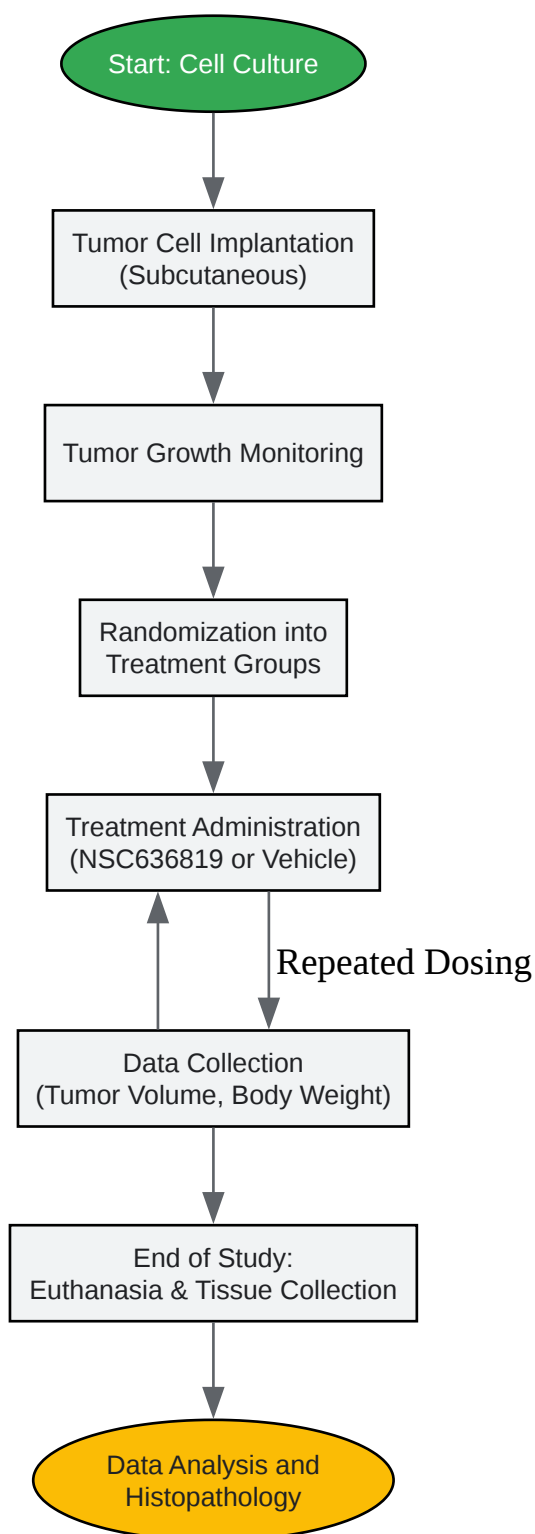 Start: Cell Culture
Tumor Cell Implantation
(Subcutaneous)
Tumor Growth Monitoring
Randomization into
Treatment Groups
Treatment Administration
(NSC636819 or Vehicle)
Repeated Dosing
Data Collection
(Tumor Volume, Body Weight)
End of Study:
Euthanasia & Tissue Collection
Data Analysis and
Histopathology